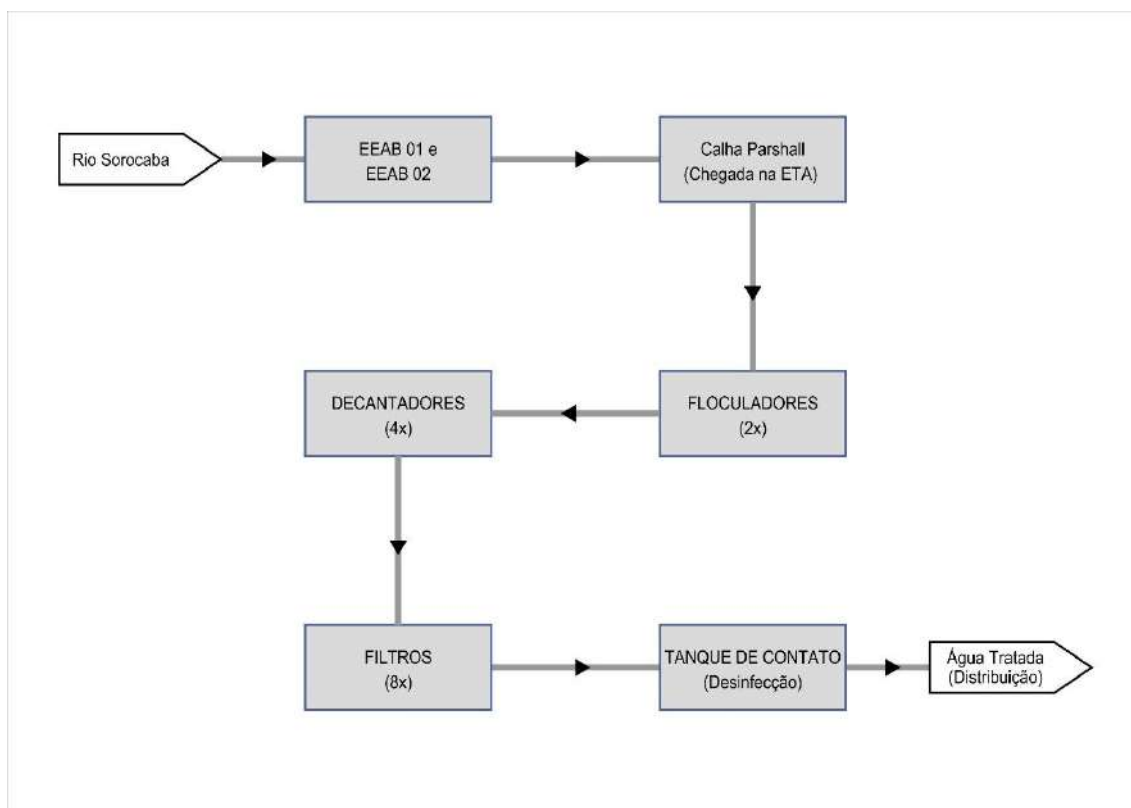 Rio Sorocaba
EEAB 01 e
EEAB 02
Calha Parshall
(Chegada na ETA)
FLOCULADORES
(2x)
DECANTADORES
(4x)
FILTROS
(8x)
TANQUE DE CONTATO
(Desinfecção)
Água Tratada
(Distribuição)